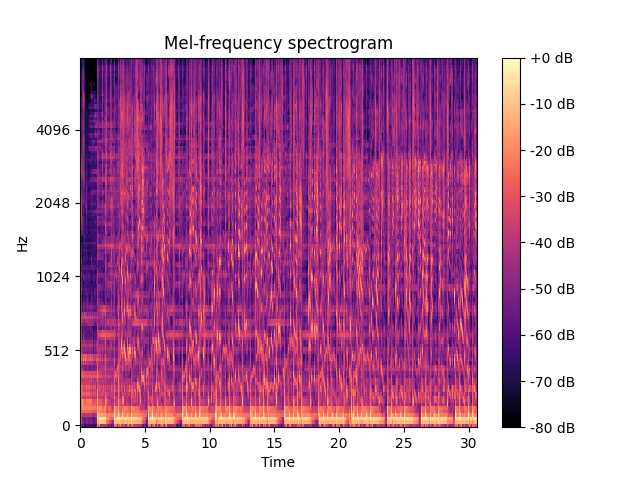 Mel-frequency spectrogram
+0 dB
-10 dB
-20 dB
-30 dB
-40 dB
-50 dB
-60 dB
-70 dB
-80 dB
4096
2048
1024
512
0
Hz
0 5 10 15 20 25 30
Time